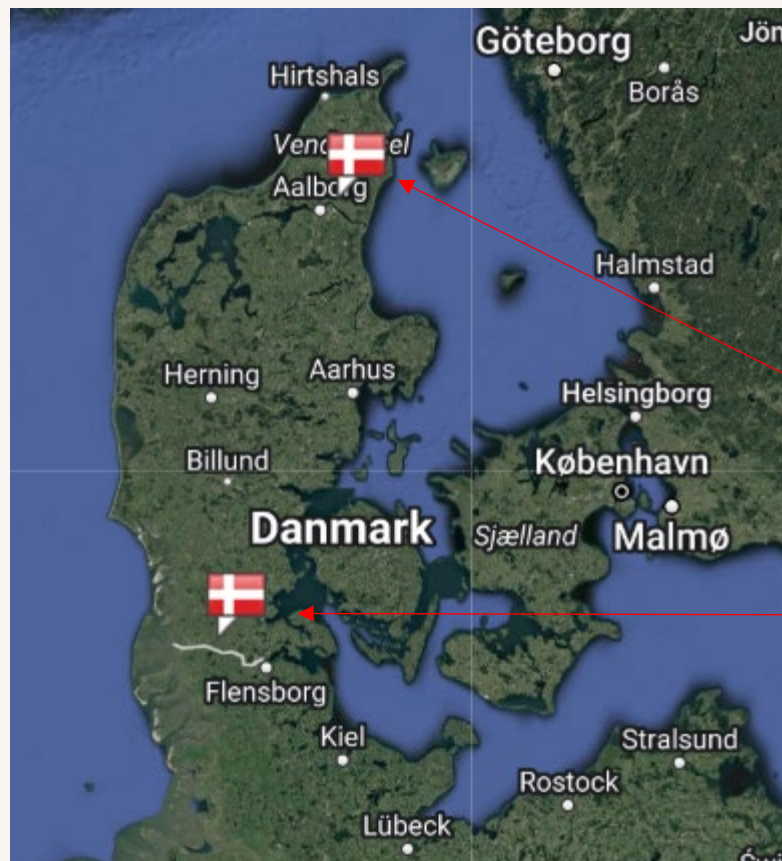 Göteborg
Jön
Hirtshals
Borås
Aalborg
Halmstad
Herning
Aarhus
Helsingborg
Billund
København
Danmark
Sjælland
Malmø
Flensborg
Kiel
Stralsund
Rostock
Lübeck